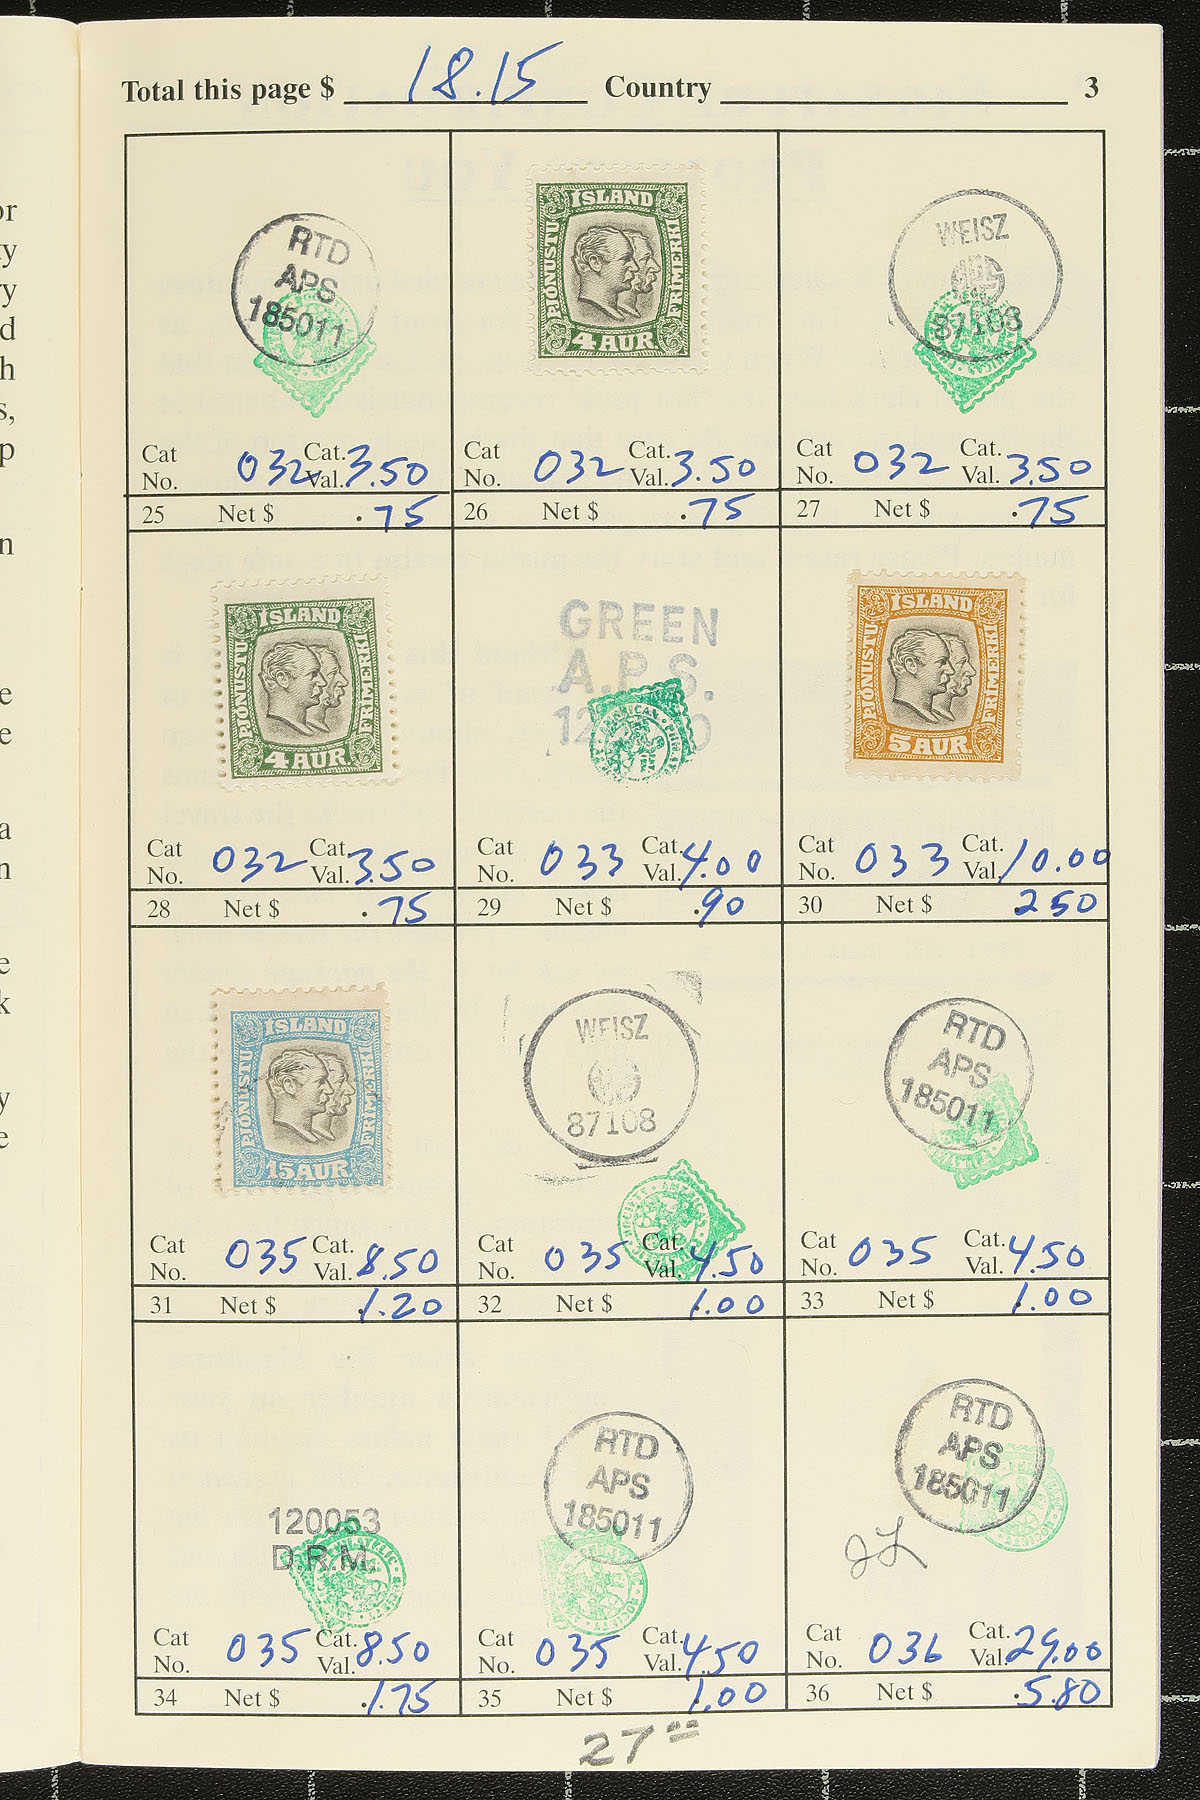 Total this page $ 18.15 Country 3
RTD
APS
185011
Cat No. 032 Cat. Val. 3.50
25 Net $ .75
ÍSLAND
ÞJÓNUSTU
FRÍMERKI
4 AUR
Cat No. 032 Cat. Val. 3.50
26 Net $ .75
WEISZ
87108
Cat No. 032 Cat. Val. 3.50
27 Net $ .75
ÍSLAND
ÞJÓNUSTU
FRÍMERKI
4 AUR
Cat No. 032 Cat. Val. 3.50
28 Net $ .75
GREEN
A.P.S.
Cat No. 033 Cat. Val. 4.00
29 Net $ .90
ÍSLAND
ÞJÓNUSTU
FRÍMERKI
5 AUR.
Cat No. 033 Cat. Val. 10.00
30 Net $ .250
ÍSLAND
ÞJÓNUSTU
FRÍMERKI
15 AUR
Cat No. 035 Cat. Val. 8.50
31 Net $ 1.20
WEISZ
87108
Cat No. 035 Cat. Val. 4.50
32 Net $ 1.00
RTD
APS
185011
Cat No. 035 Cat. Val. 4.50
33 Net $ 1.00
120053
D.R.M.
Cat No. 035 Cat. Val. 8.50
34 Net $ .1.75
RTD
APS
185011
Cat No. 035 Cat. Val. 4.50
35 Net $ 1.00
RTD
APS
185011
JL
Cat No. 036 Cat. Val. 29.00
36 Net $ .5.80
27 00